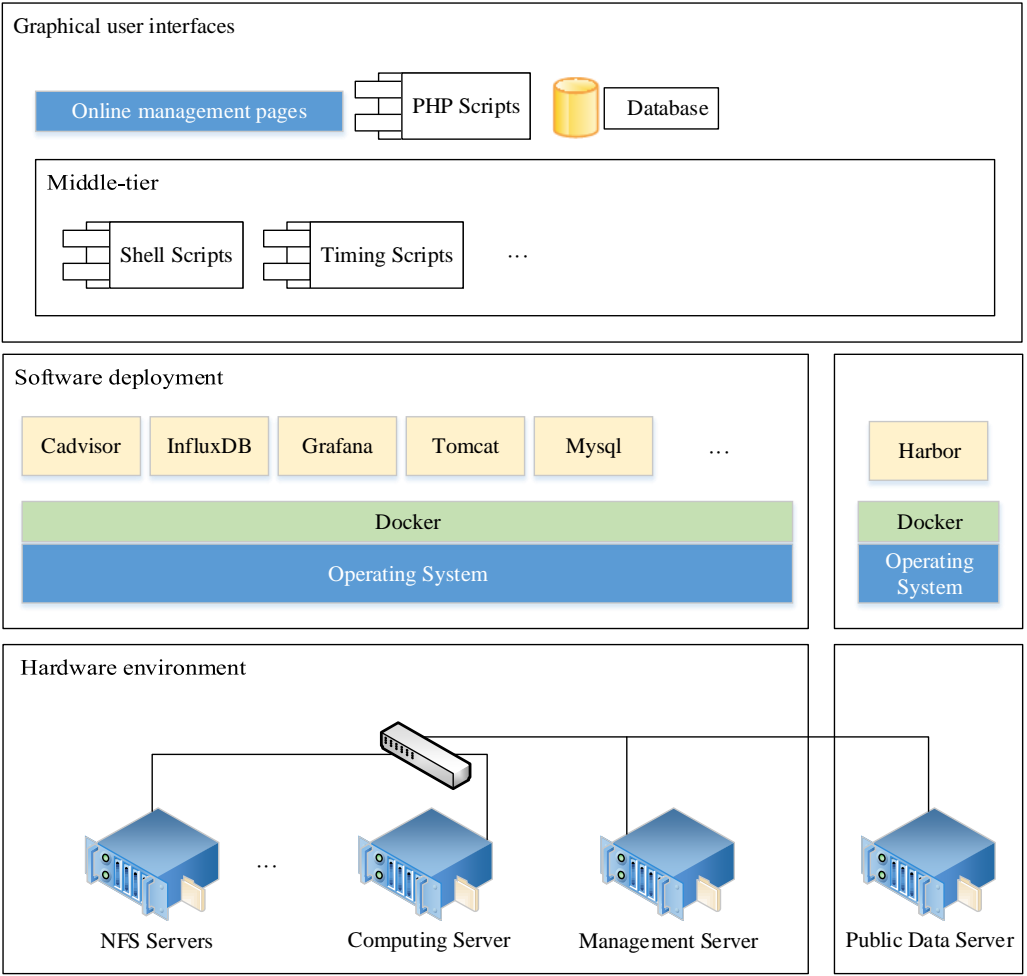 Graphical user interfaces
Online management pages
PHP Scripts
Database
Middle-tier
Shell Scripts
Timing Scripts
...
Software deployment
Cadvisor
InfluxDB
Grafana
Tomcat
Mysql
...
Harbor
Docker
Docker
Operating System
Operating
System
Hardware environment
...
NFS Servers
Computing Server
Management Server
Public Data Server